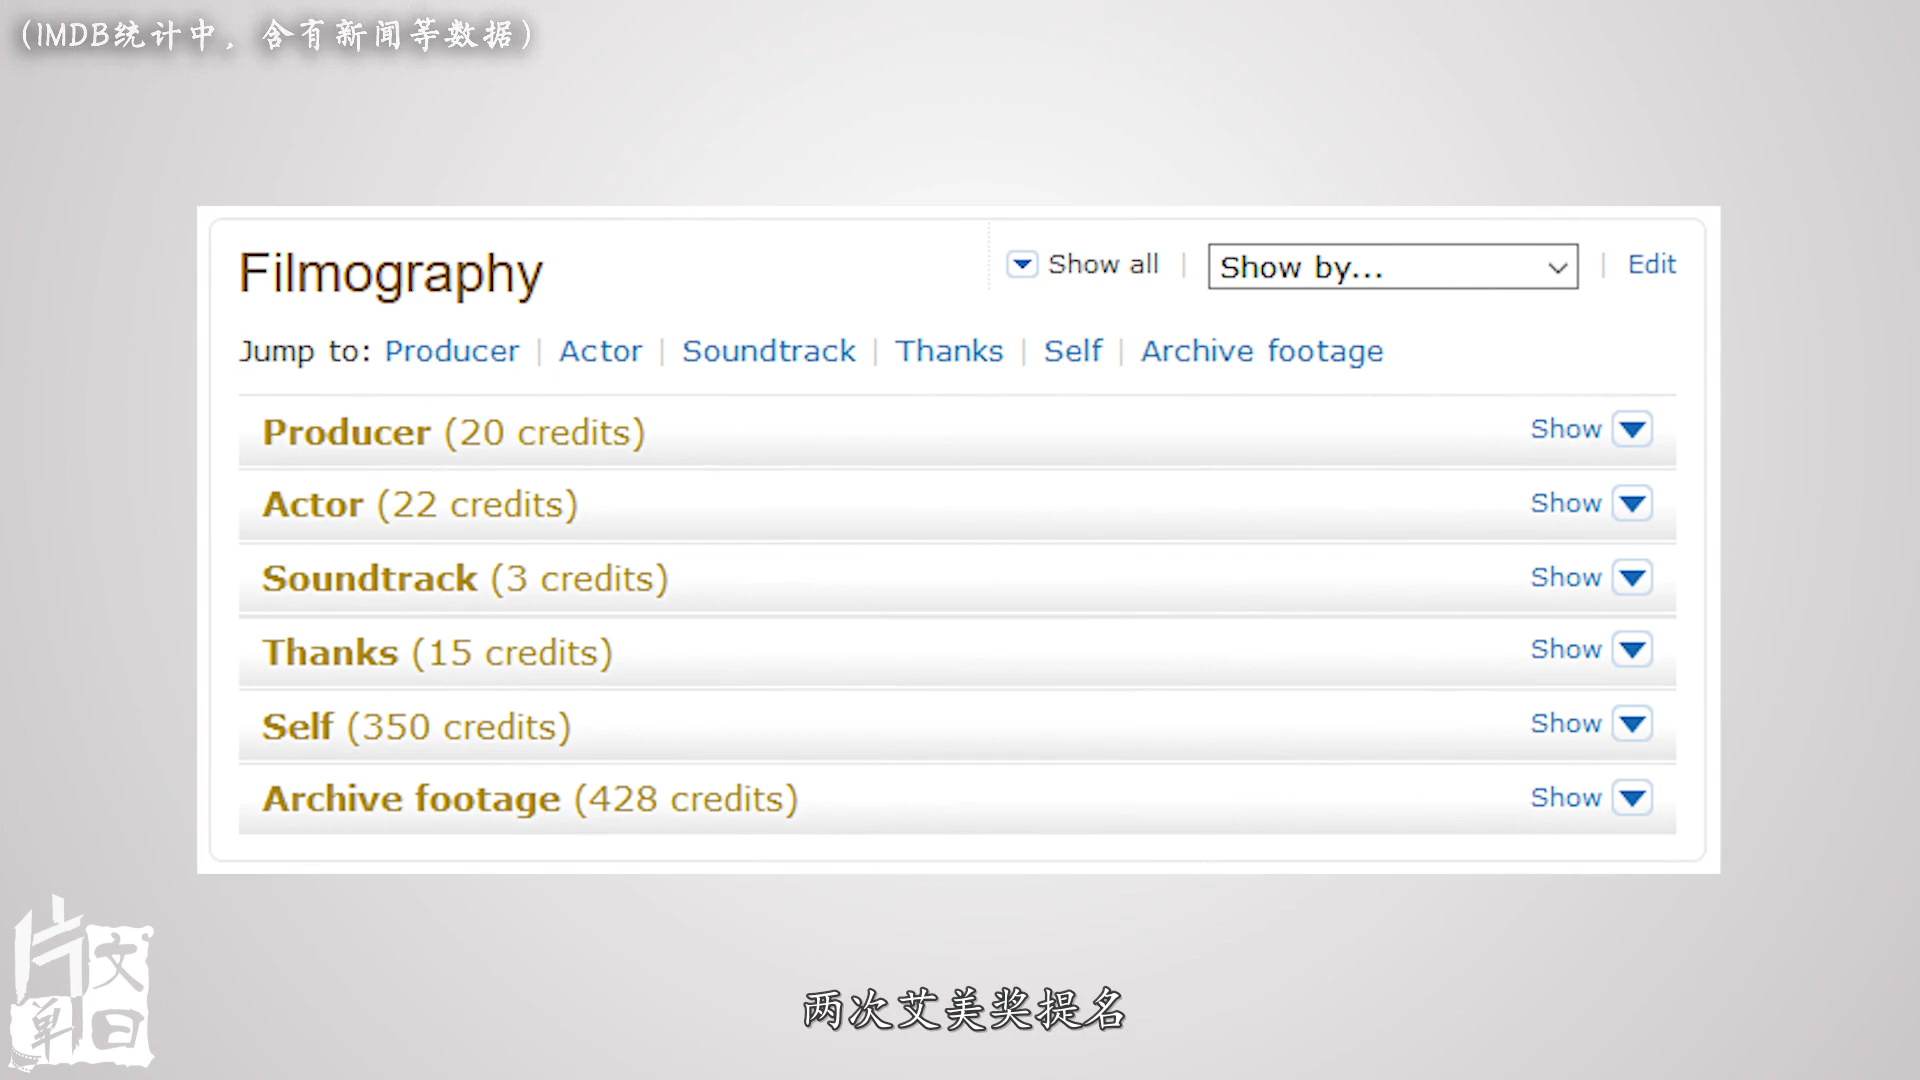 (IMDB统计中，含有新闻等数据)
Filmography
Show all | Show by... | Edit
Jump to: Producer | Actor | Soundtrack | Thanks | Self | Archive footage
Producer (20 credits) Show
Actor (22 credits) Show
Soundtrack (3 credits) Show
Thanks (15 credits) Show
Self (350 credits) Show
Archive footage (428 credits) Show
片文
单曰
两次艾美奖提名